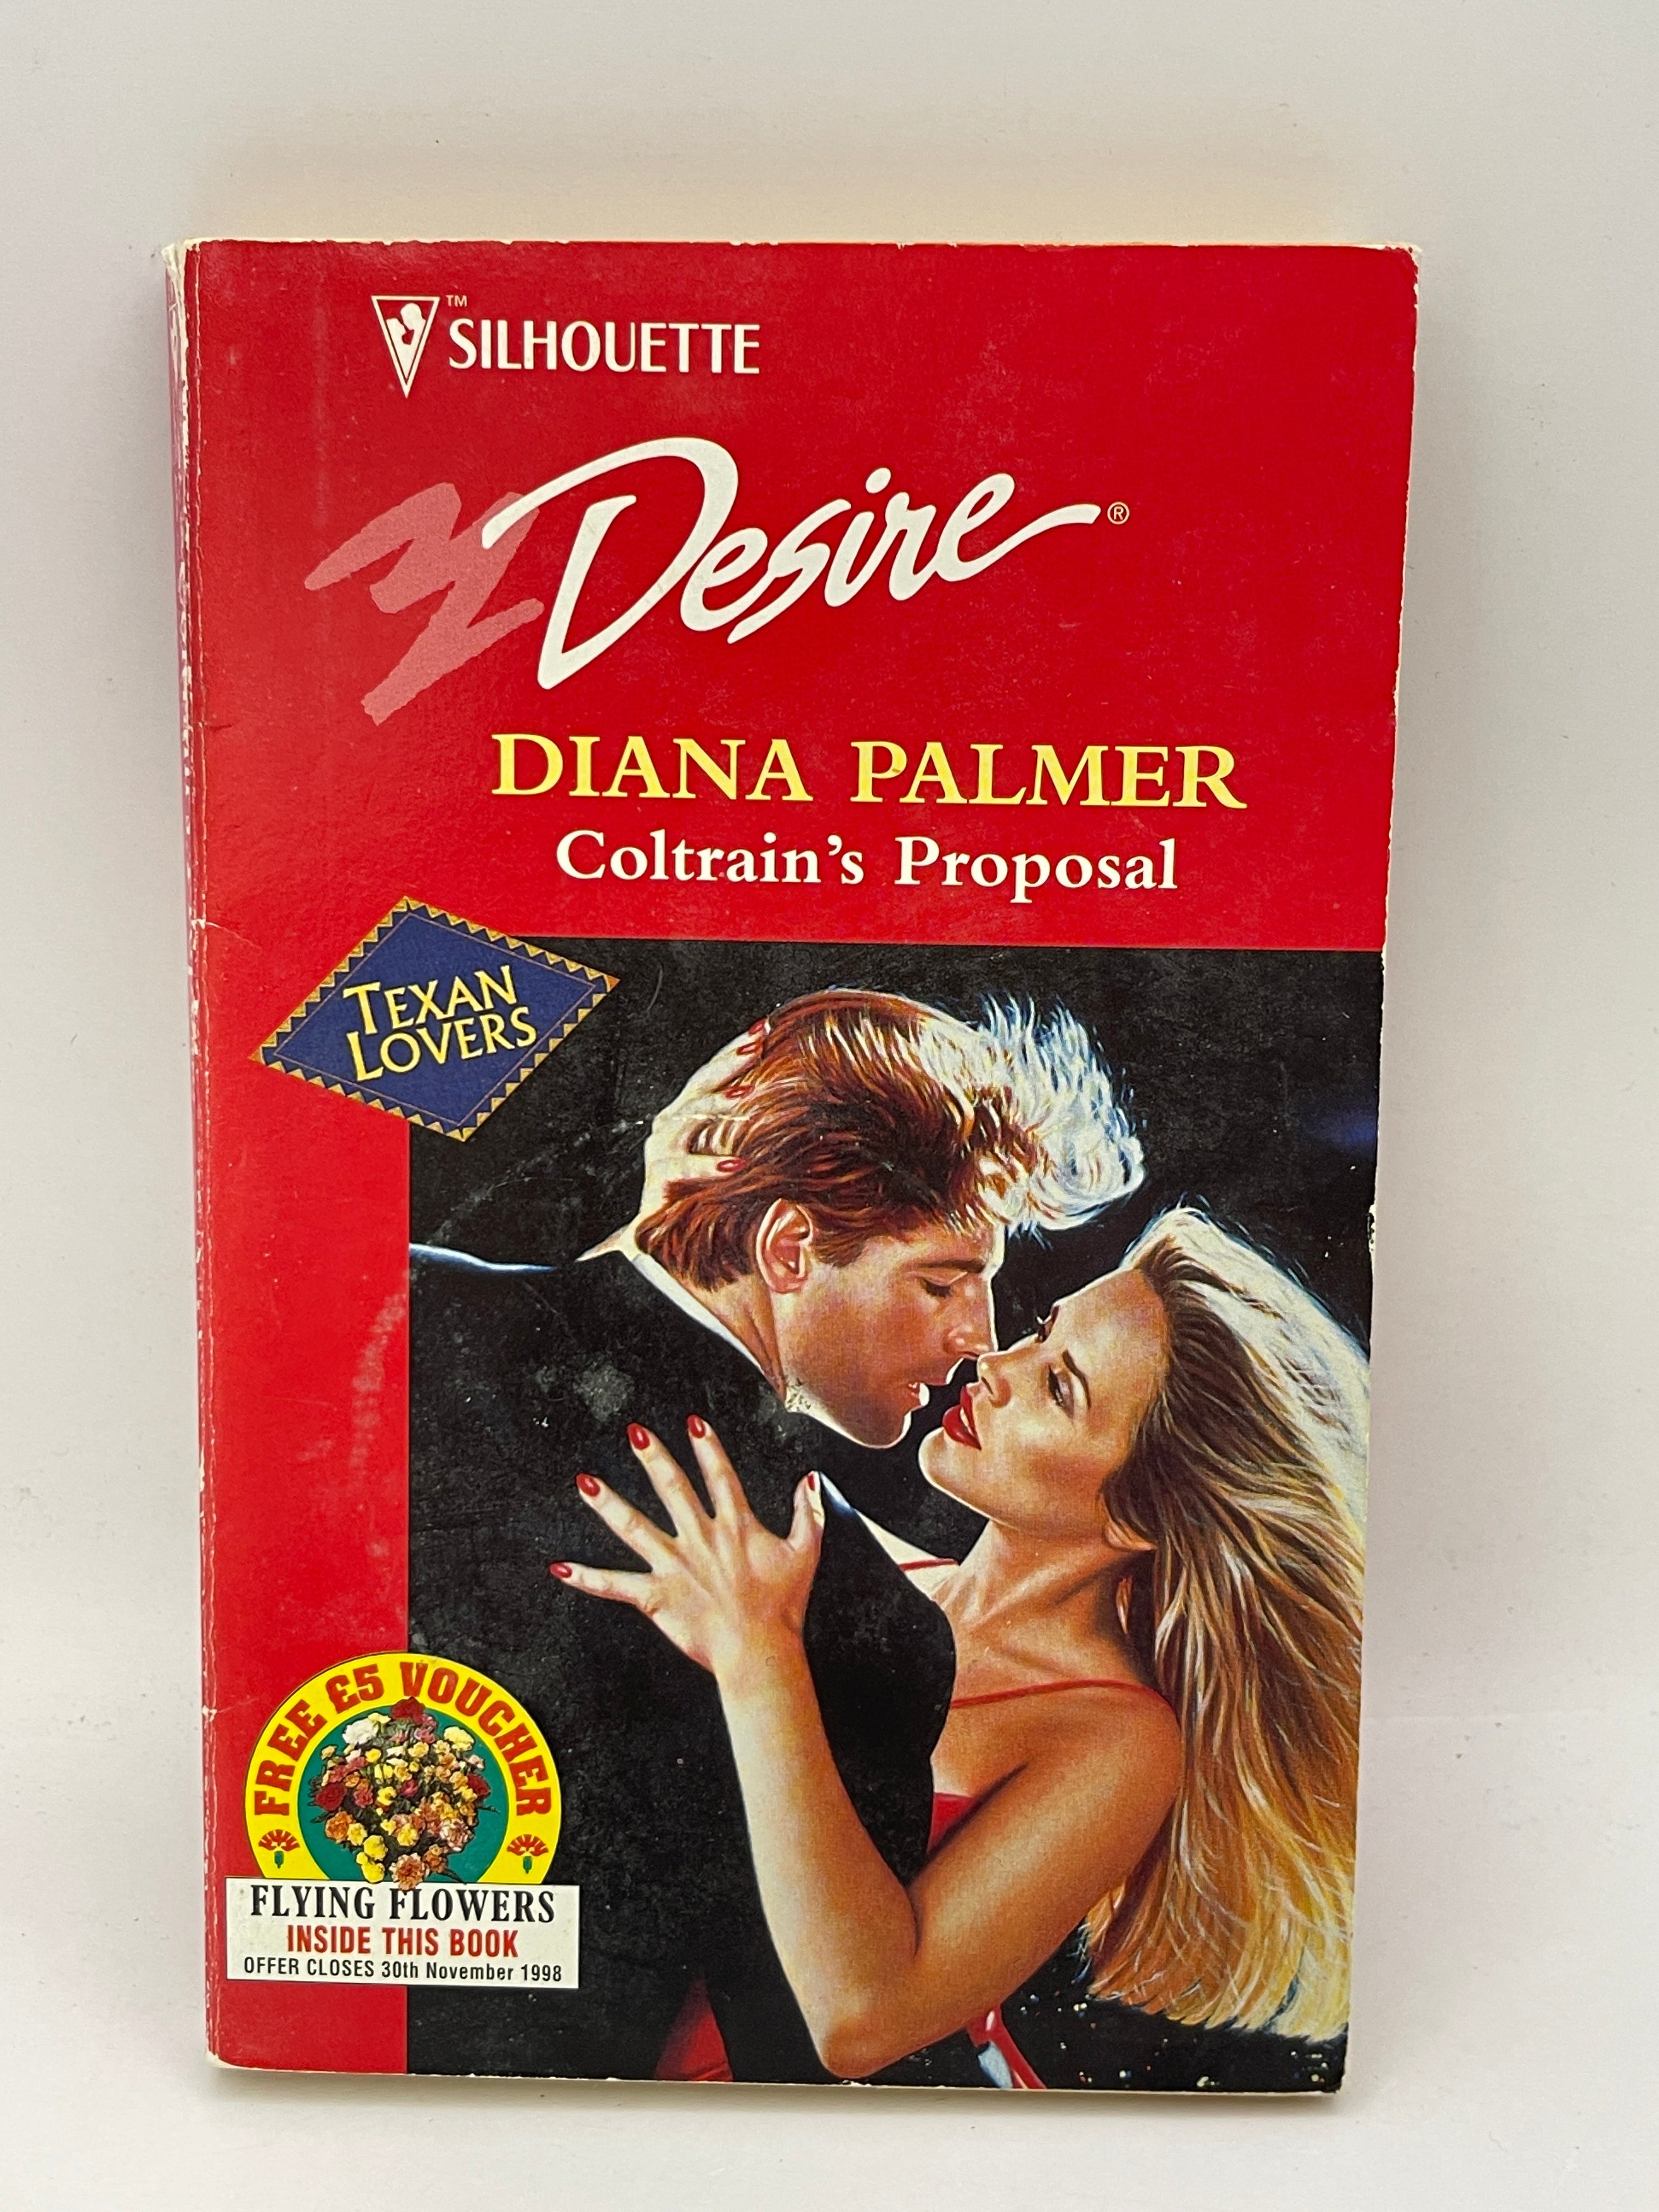 ™
SILHOUETTE
Desire®
DIANA PALMER
Coltrain's Proposal
TEXAN
LOVERS
FREE £5 VOUCHER
FLYING FLOWERS
INSIDE THIS BOOK
OFFER CLOSES 30th November 1998